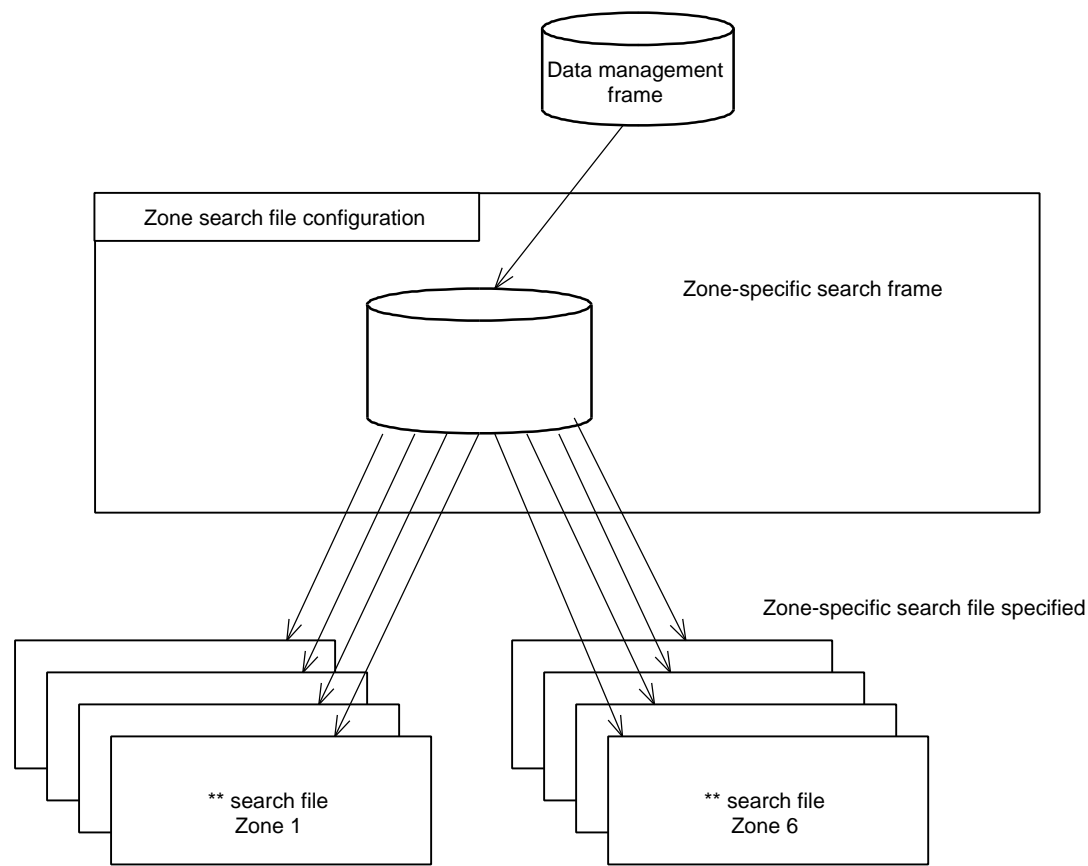 Data management
frame
Zone search file configuration
Zone-specific search frame
Zone-specific search file specified
** search file
Zone 1
** search file
Zone 6